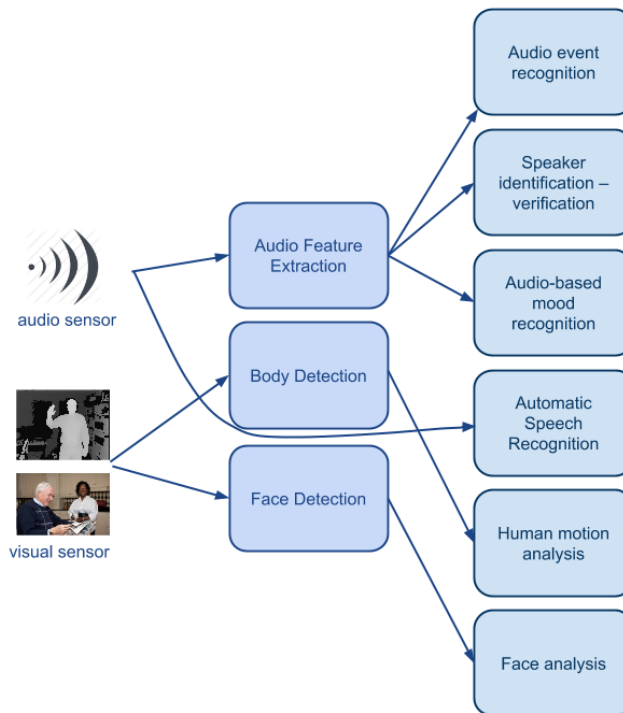 Audio event
recognition
Speaker
identification –
verification
Audio Feature
Extraction
audio sensor
Audio-based
mood
recognition
Body Detection
Automatic
Speech
Recognition
Face Detection
visual sensor
Human motion
analysis
Face analysis